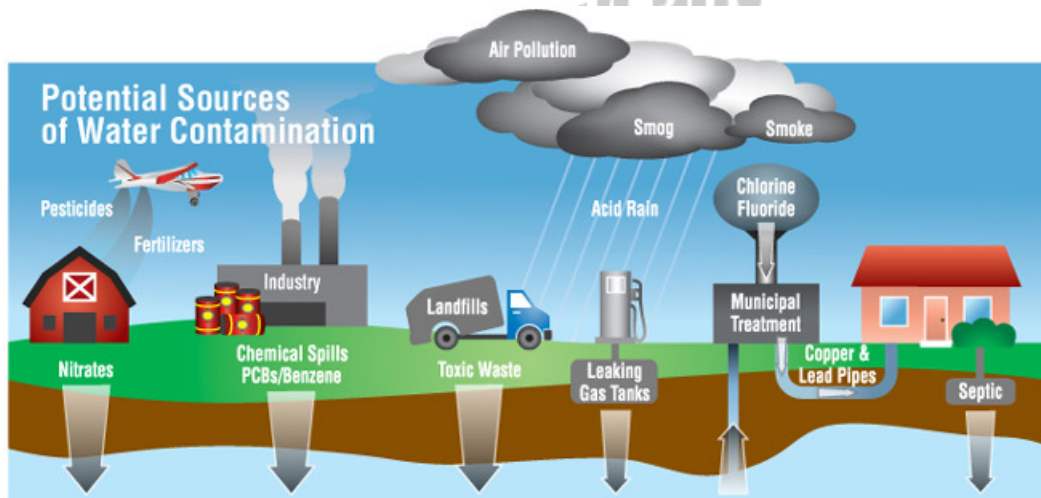 Potential Sources
of Water Contamination
Air Pollution
Smog
Smoke
Pesticides
Fertilizers
Acid Rain
Chlorine
Fluoride
Industry
Landfills
Municipal
Treatment
Nitrates
Chemical Spills
PCBs/Benzene
Toxic Waste
Leaking
Gas Tanks
Copper &
Lead Pipes
Septic